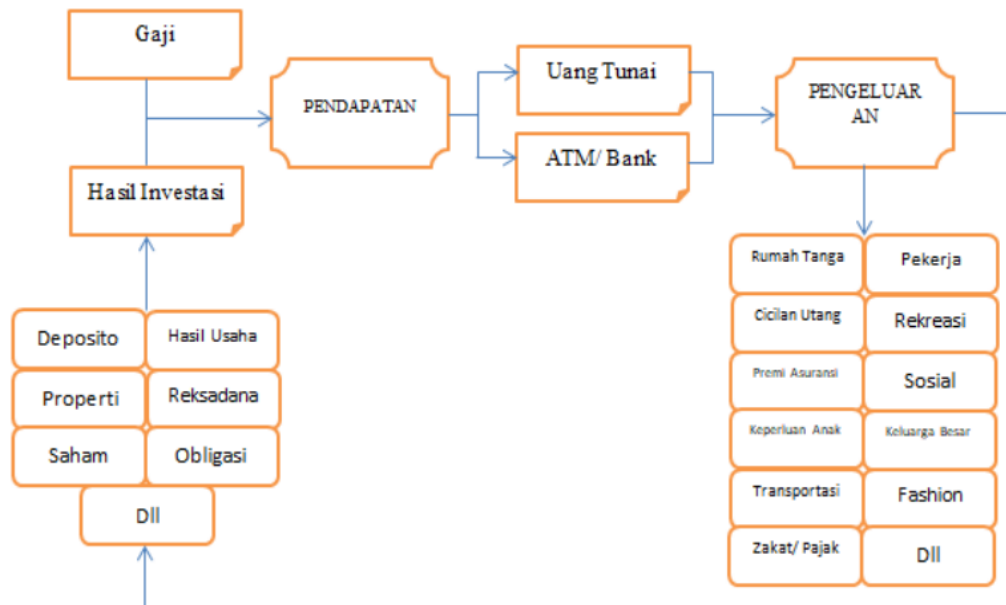 Gaji
PENDAPATAN
Uang Tunai
ATM/ Bank
PENGELUAR
AN
Hasil Investasi
Deposito
Hasil Usaha
Properti
Reksadana
Saham
Obligasi
Dll
Rumah Tanga
Pekerja
Cicilan Utang
Rekreasi
Premi Asuransi
Sosial
Keperluan Anak
Keluarga Besar
Transportasi
Fashion
Zakat/ Pajak
Dll